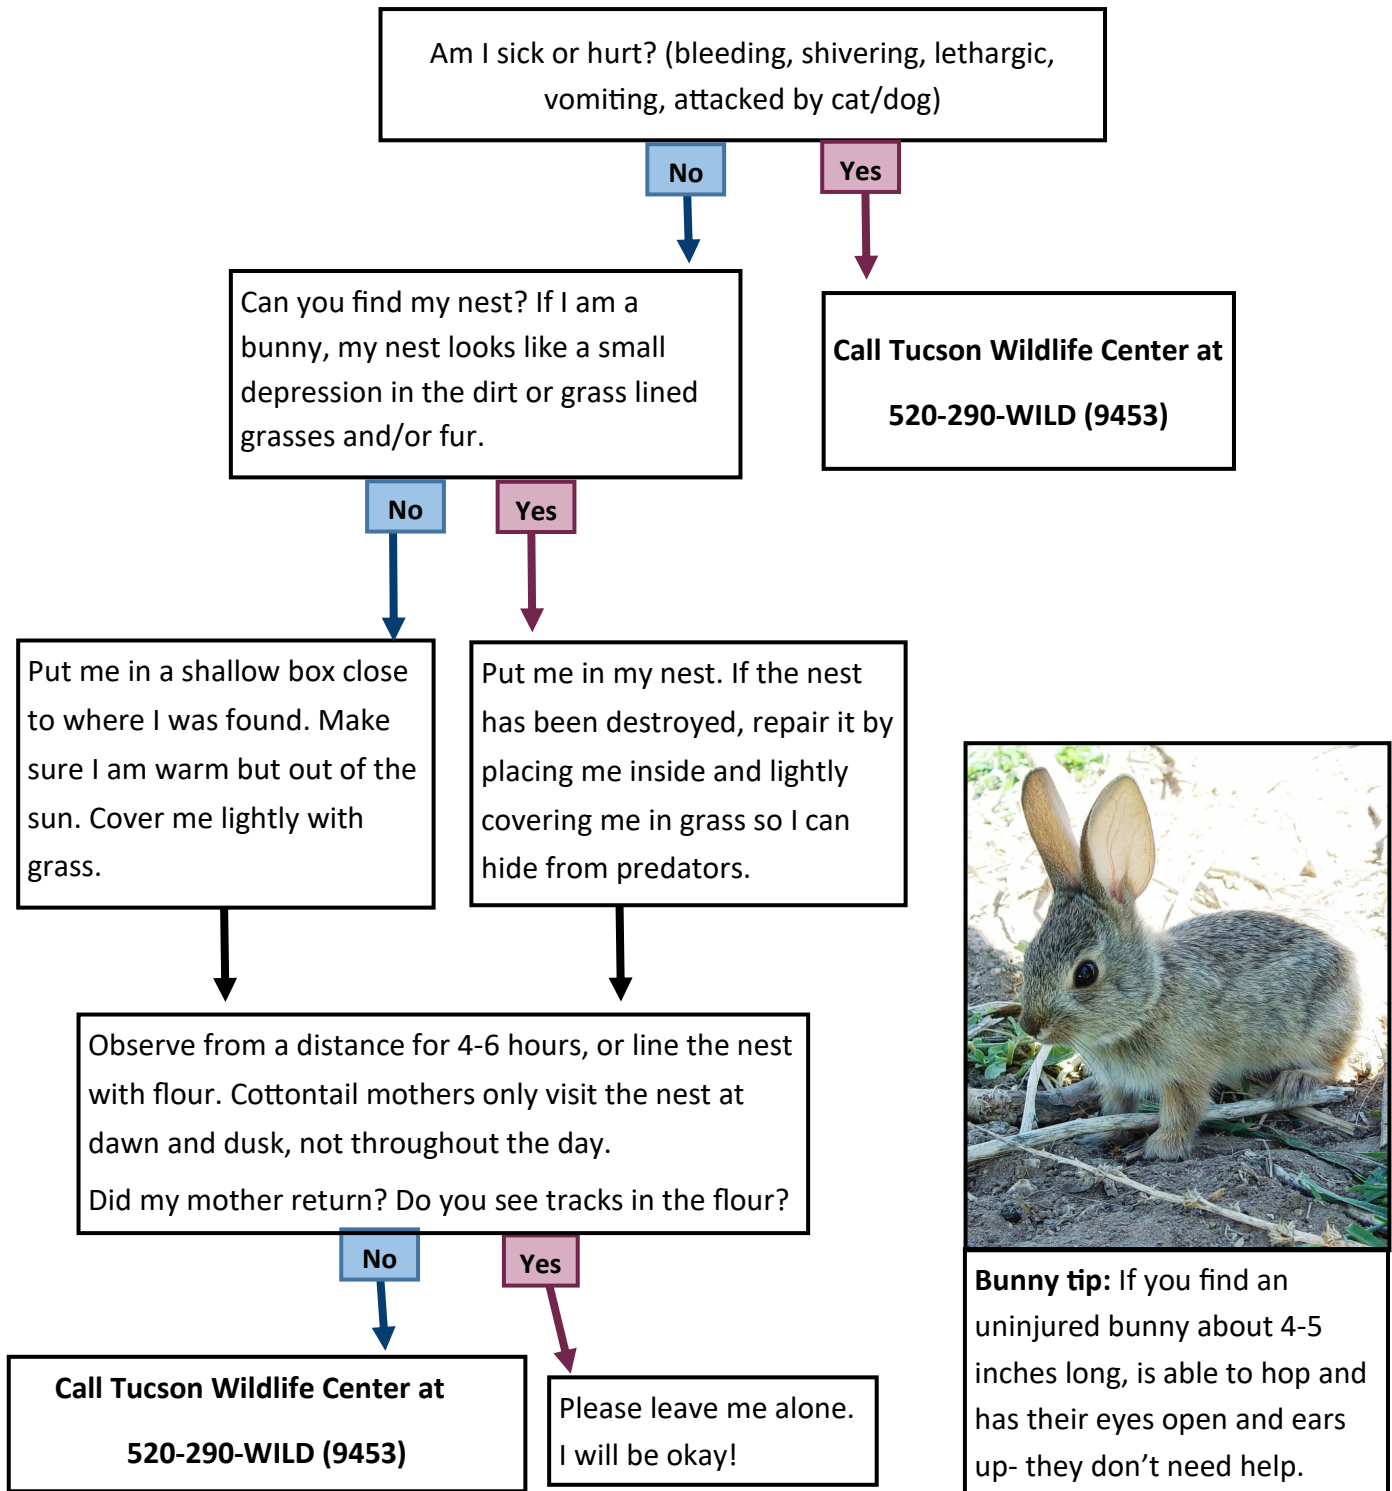 Am I sick or hurt? (bleeding, shivering, lethargic,
vomiting, attacked by cat/dog)
No
Yes
Can you find my nest? If I am a
bunny, my nest looks like a small
depression in the dirt or grass lined
grasses and/or fur.
Call Tucson Wildlife Center at
520-290-WILD (9453)
No
Yes
Put me in a shallow box close
to where I was found. Make
sure I am warm but out of the
sun. Cover me lightly with
grass.
Put me in my nest. If the nest
has been destroyed, repair it by
placing me inside and lightly
covering me in grass so I can
hide from predators.
Observe from a distance for 4-6 hours, or line the nest
with flour. Cottontail mothers only visit the nest at
dawn and dusk, not throughout the day.
Did my mother return? Do you see tracks in the flour?
No
Yes
Call Tucson Wildlife Center at
520-290-WILD (9453)
Please leave me alone.
I will be okay!
Bunny tip: If you find an
uninjured bunny about 4-5
inches long, is able to hop and
has their eyes open and ears
up- they don't need help.